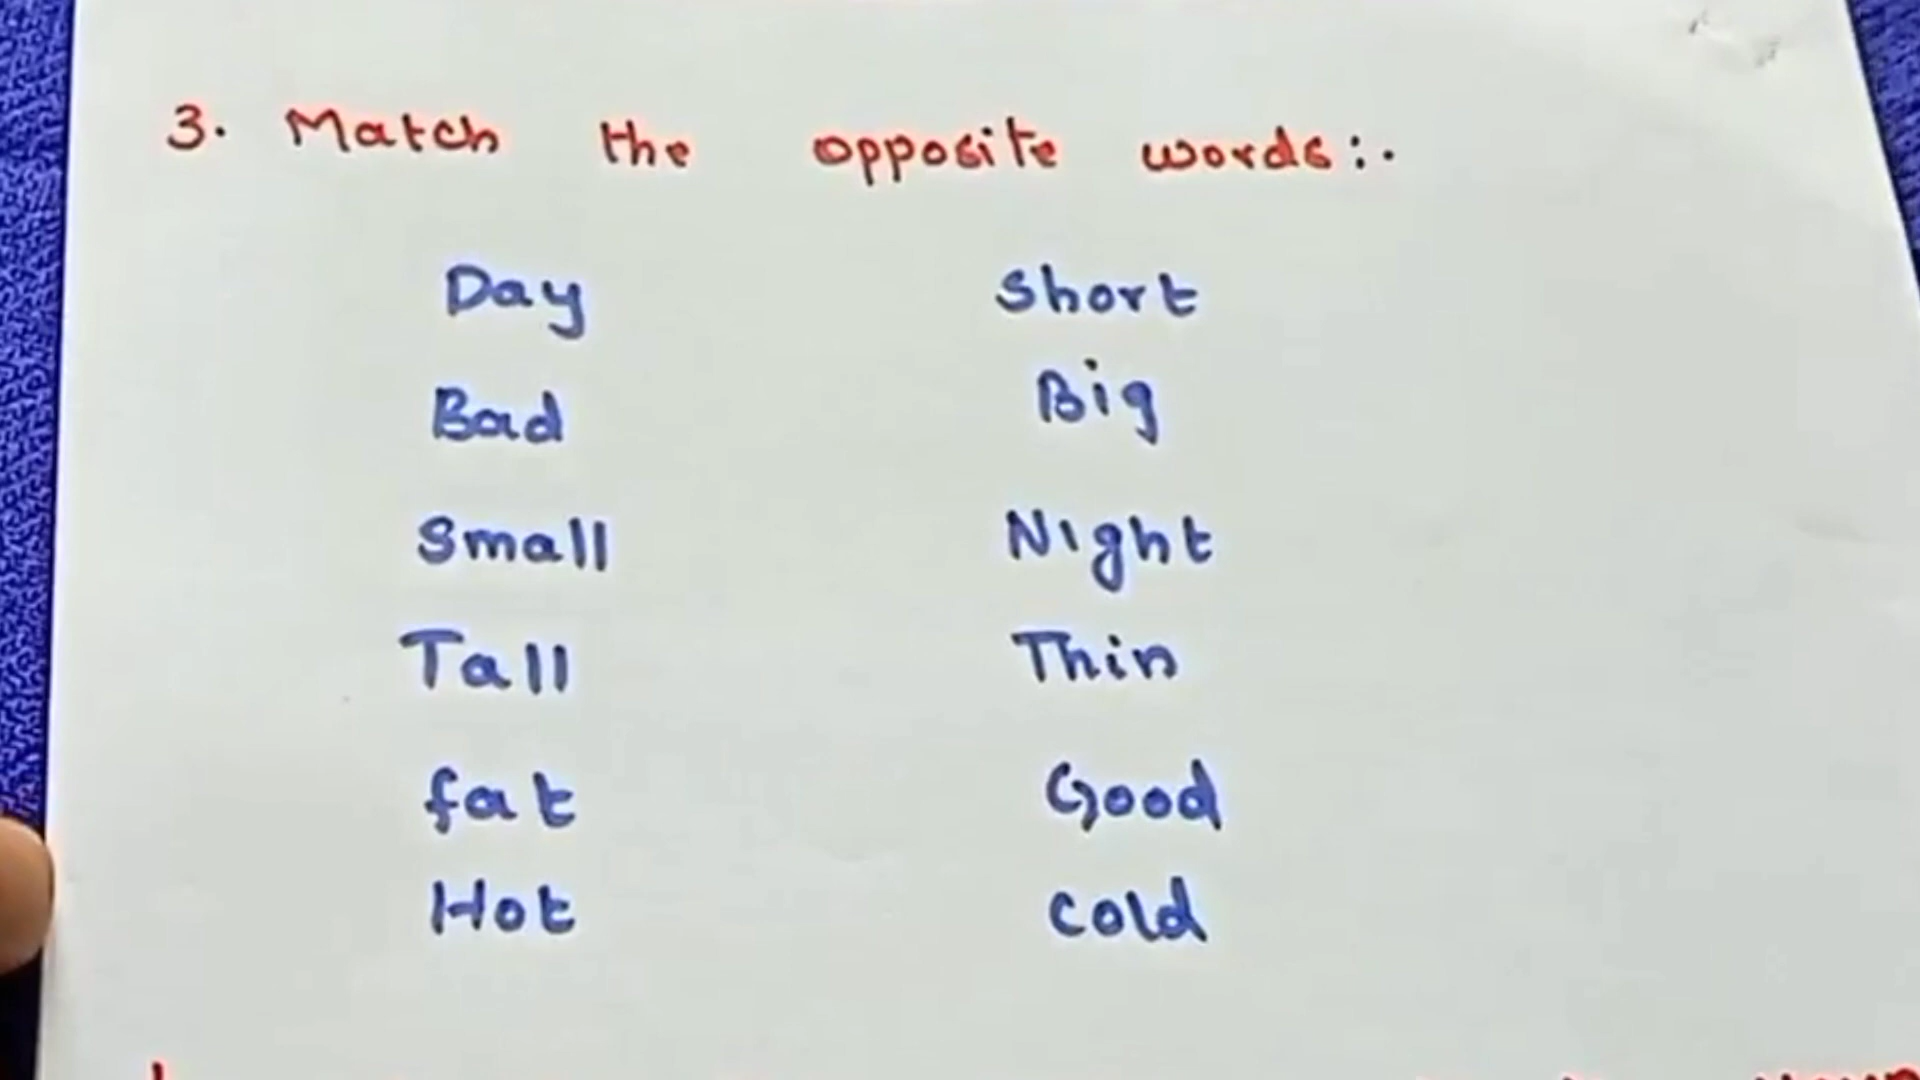 3. Match the opposite words:.
Day Short
Bad Big
Small Night
Tall Thin
fat Good
Hot cold